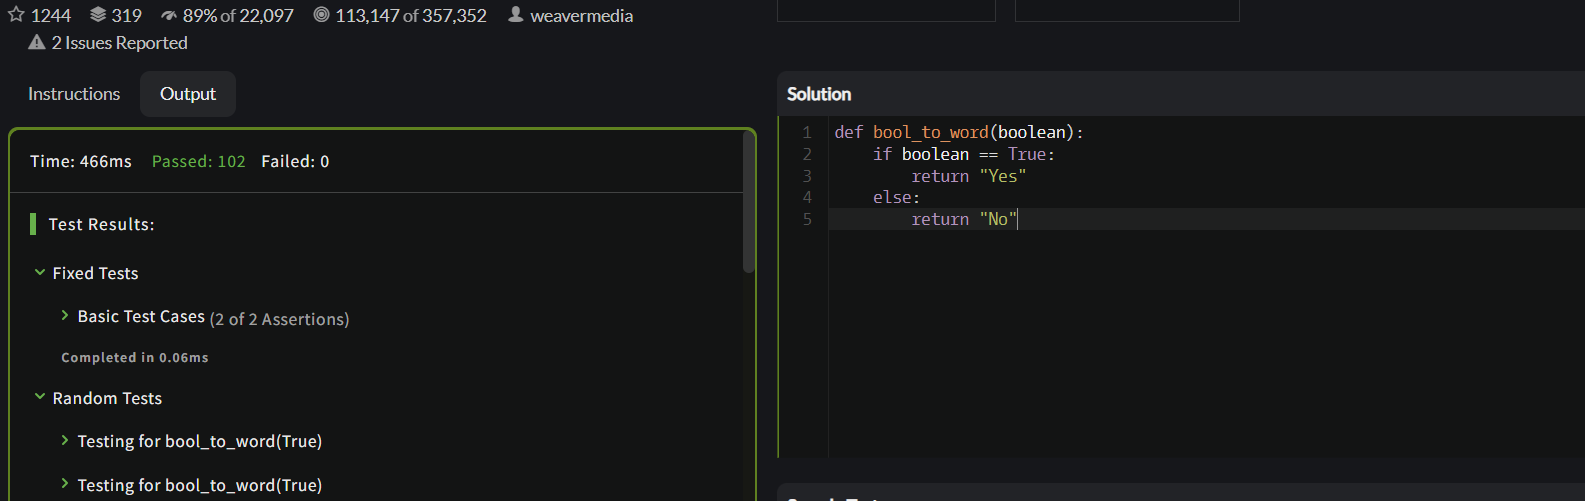 1244 319 89% of 22,097 113,147 of 357,352 weavermedia
2 Issues Reported
Instructions Output
Time: 466ms Passed: 102 Failed: 0
Test Results:
Fixed Tests
Basic Test Cases (2 of 2 Assertions)
Completed in 0.06ms
Random Tests
Testing for bool_to_word(True)
Testing for bool_to_word(True)
Solution
1 def bool_to_word(boolean):
2     if boolean == True:
3         return "Yes"
4     else:
5         return "No"